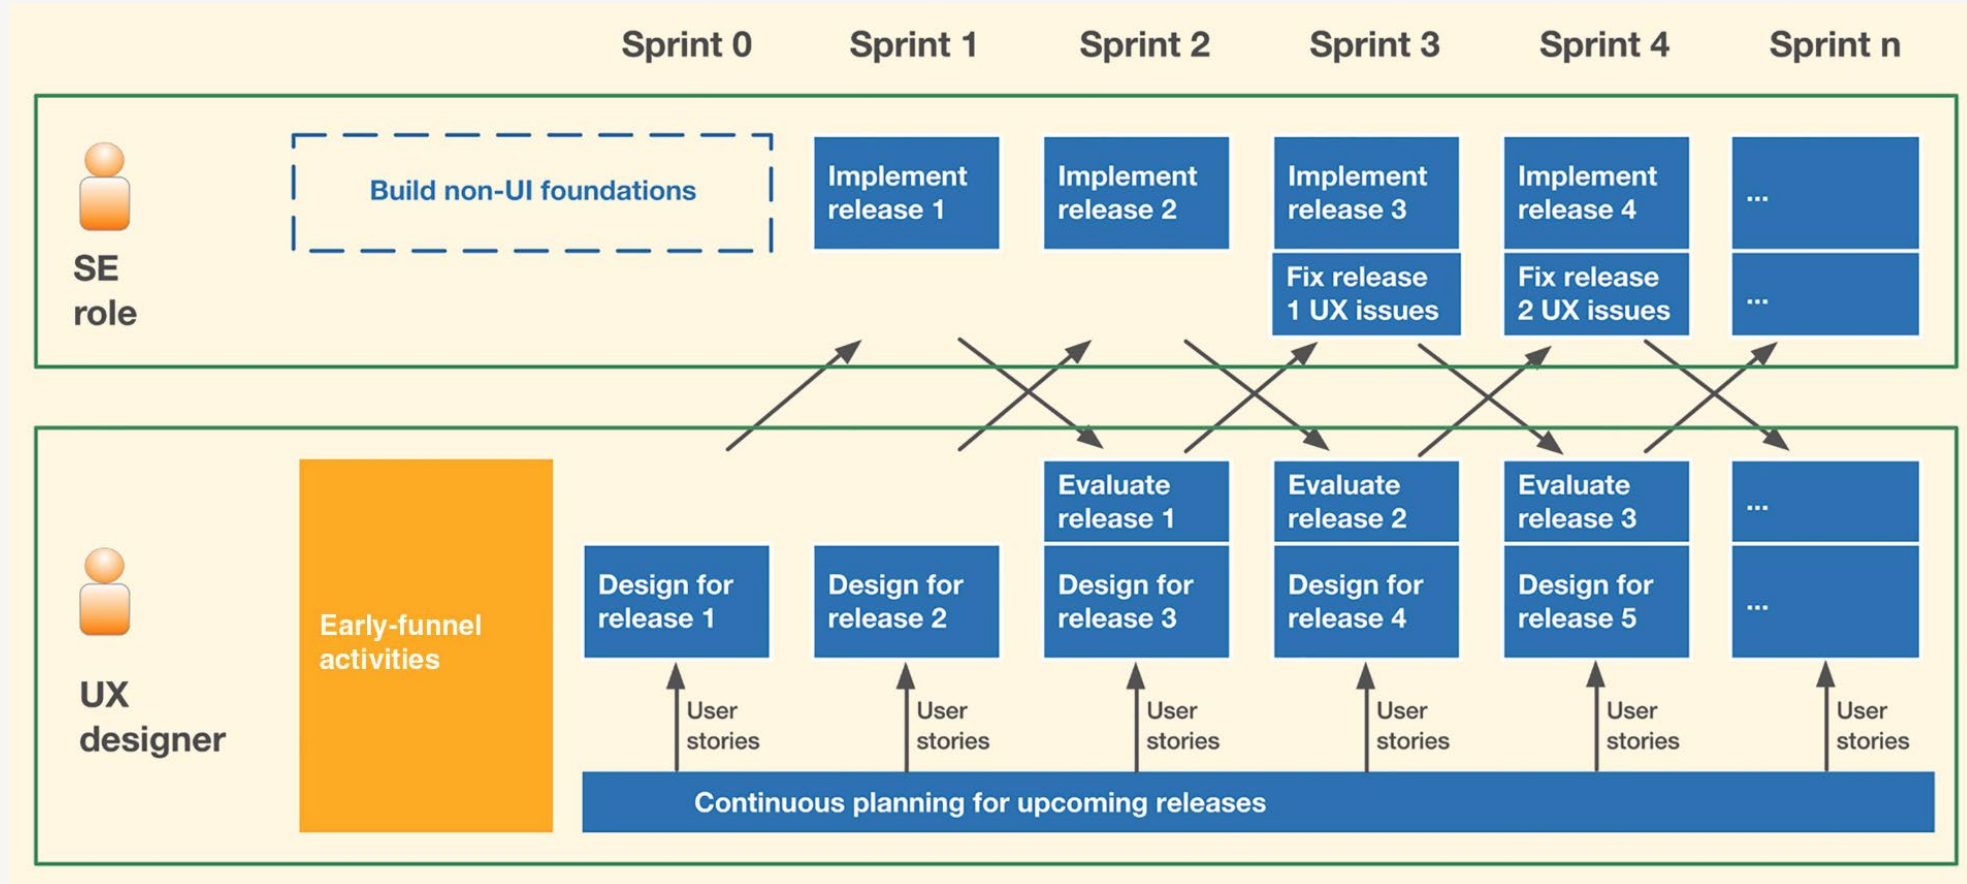 Sprint 0
Sprint 1
Sprint 2
Sprint 3
Sprint 4
Sprint n
SE
role
Build non-UI foundations
Implement
release 1
Implement
release 2
Implement
release 3
Implement
release 4
...
Fix release
1 UX issues
Fix release
2 UX issues
...
UX
designer
Early-funnel
activities
Evaluate
release 1
Evaluate
release 2
Evaluate
release 3
...
Design for
release 1
Design for
release 2
Design for
release 3
Design for
release 4
Design for
release 5
...
User
stories
User
stories
User
stories
User
stories
User
stories
User
stories
Continuous planning for upcoming releases